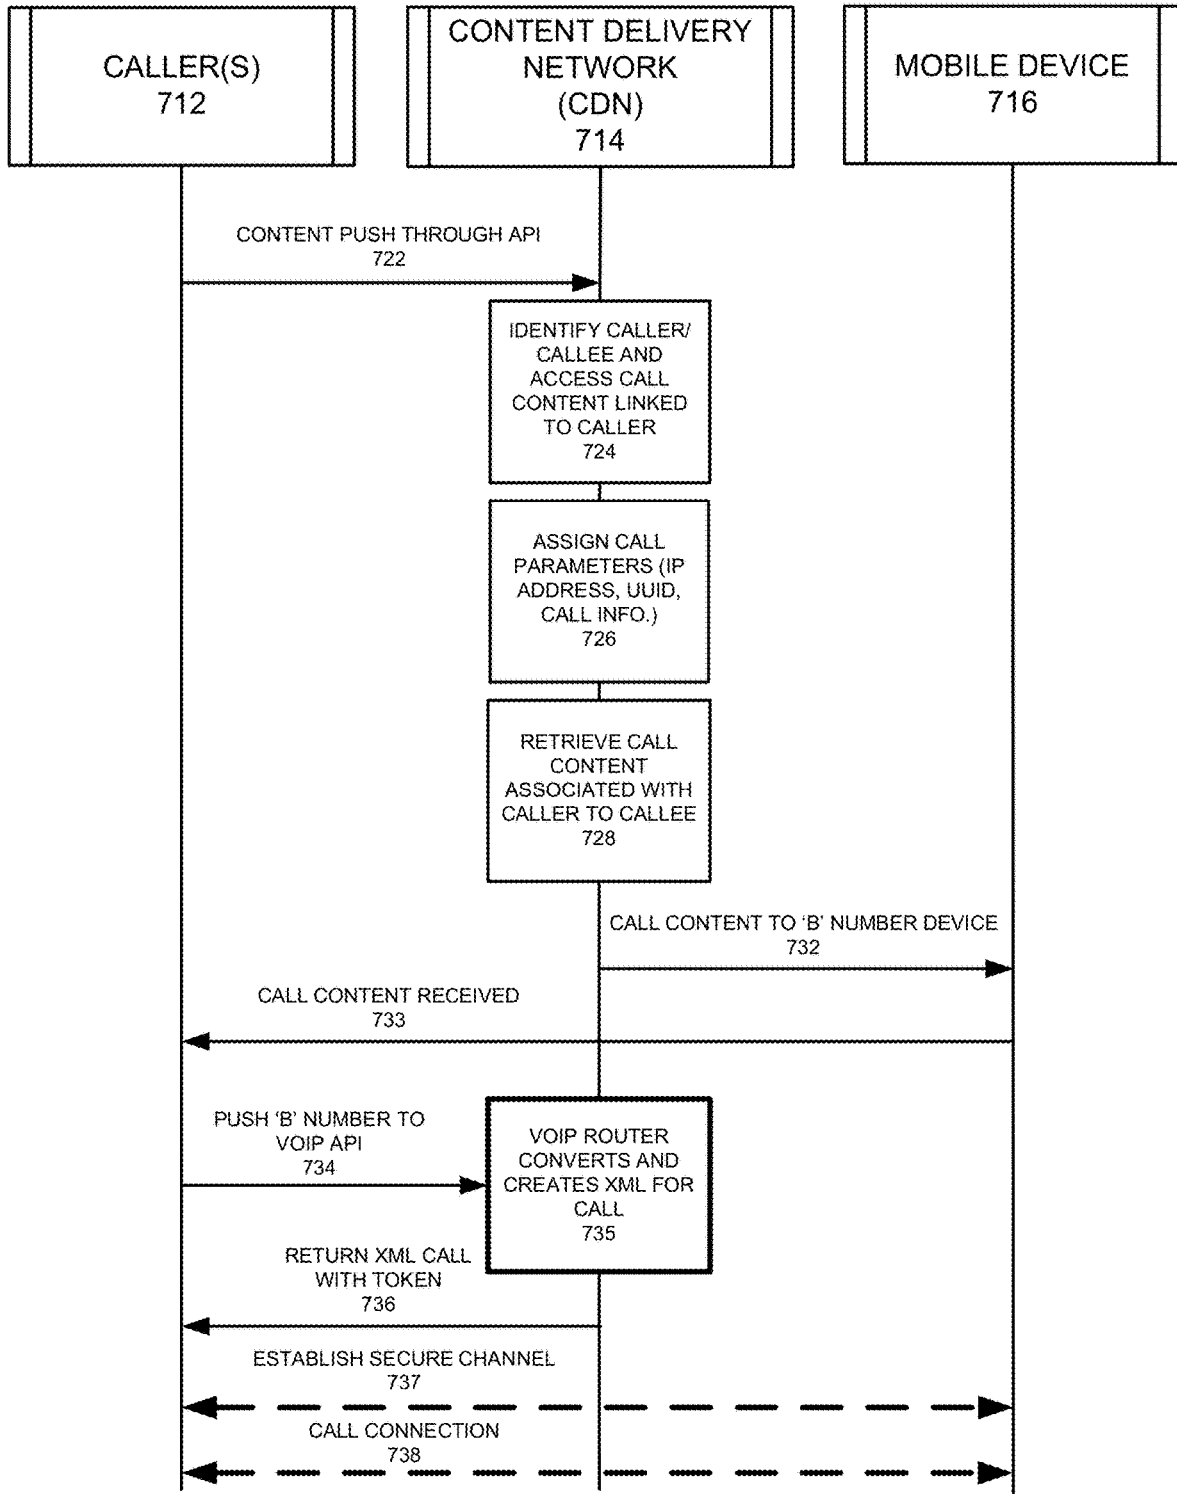 CALLER(S)
712
CONTENT DELIVERY
NETWORK
(CDN)
714
MOBILE DEVICE
716
CONTENT PUSH THROUGH API
722
IDENTIFY CALLER/
CALLEE AND
ACCESS CALL
CONTENT LINKED
TO CALLER
724
ASSIGN CALL
PARAMETERS (IP
ADDRESS, UUID,
CALL INFO.)
726
RETRIEVE CALL
CONTENT
ASSOCIATED WITH
CALLER TO CALLEE
728
CALL CONTENT TO ‘B’ NUMBER DEVICE
732
CALL CONTENT RECEIVED
733
PUSH ‘B’ NUMBER TO
VOIP API
734
VOIP ROUTER
CONVERTS AND
CREATES XML FOR
CALL
735
RETURN XML CALL
WITH TOKEN
736
ESTABLISH SECURE CHANNEL
737
CALL CONNECTION
738